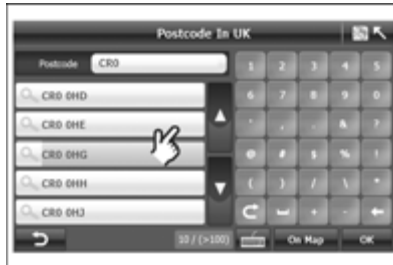 Postcode In UK
Postcode CR0
1 2 3 4 5
CR0 0HD
6 7 8 9 0
CR0 0HE
' , . & ?
CR0 0HG
@ # $ % !
CR0 0HH
( ) / \ *
CR0 0HJ
+ -
10 / (>100)
On Map
OK